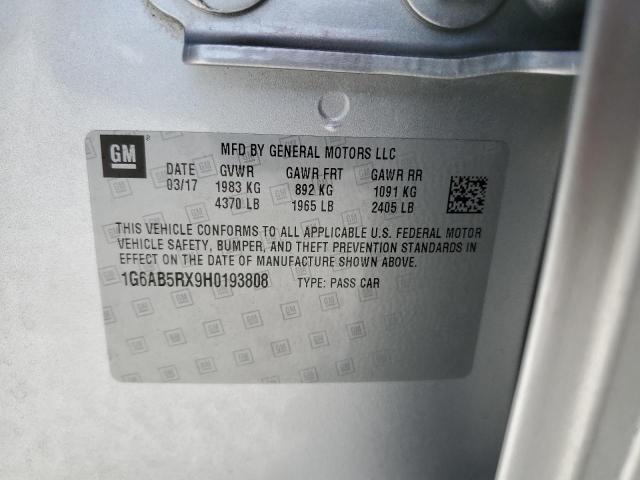 GM
MFD BY GENERAL MOTORS LLC
DATE GVWR GAWR FRT GAWR RR
03/17 1983 KG 892 KG 1091 KG
4370 LB 1965 LB 2405 LB
THIS VEHICLE CONFORMS TO ALL APPLICABLE U.S. FEDERAL MOTOR
VEHICLE SAFETY, BUMPER, AND THEFT PREVENTION STANDARDS IN
EFFECT ON THE DATE OF MANUFACTURE SHOWN ABOVE.
1G6AB5RX9H0193808 TYPE: PASS CAR